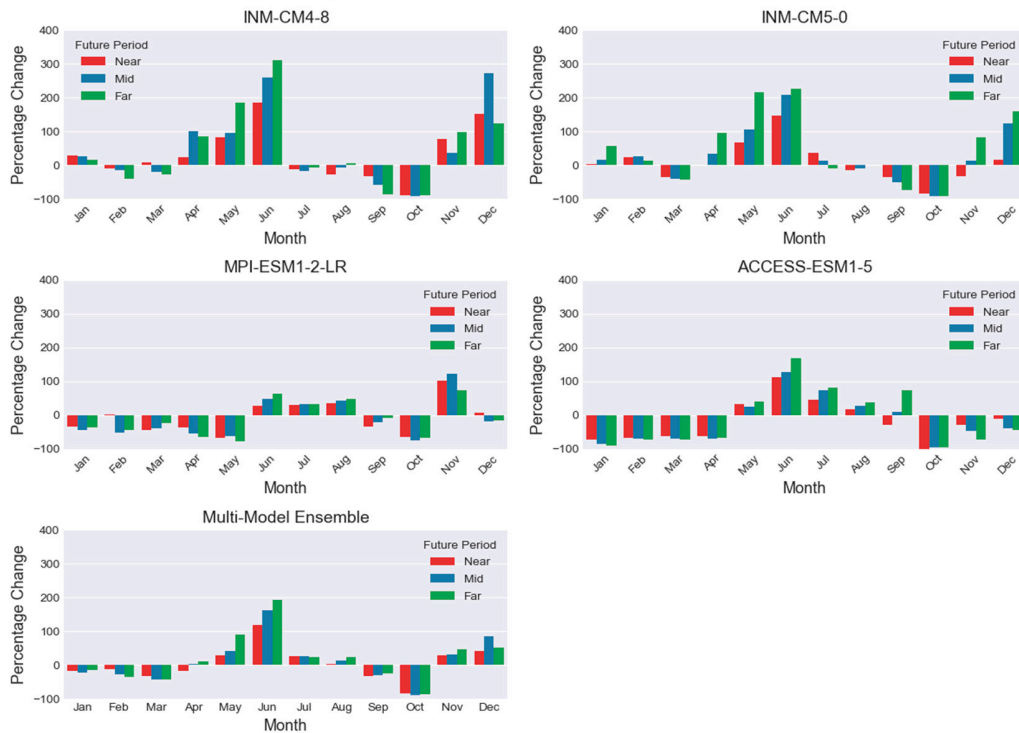 INM-CM4-8
Percentage Change
400
300
200
100
0
−100
Future Period
Near
Mid
Far
Jan Feb Mar Apr May Jun Jul Aug Sep Oct Nov Dec
Month
INM-CM5-0
Percentage Change
400
300
200
100
0
−100
Future Period
Near
Mid
Far
Jan Feb Mar Apr May Jun Jul Aug Sep Oct Nov Dec
Month
MPI-ESM1-2-LR
Percentage Change
400
300
200
100
0
−100
Future Period
Near
Mid
Far
Jan Feb Mar Apr May Jun Jul Aug Sep Oct Nov Dec
Month
ACCESS-ESM1-5
Percentage Change
400
300
200
100
0
−100
Future Period
Near
Mid
Far
Jan Feb Mar Apr May Jun Jul Aug Sep Oct Nov Dec
Month
Multi-Model Ensemble
Percentage Change
400
300
200
100
0
−100
Future Period
Near
Mid
Far
Jan Feb Mar Apr May Jun Jul Aug Sep Oct Nov Dec
Month